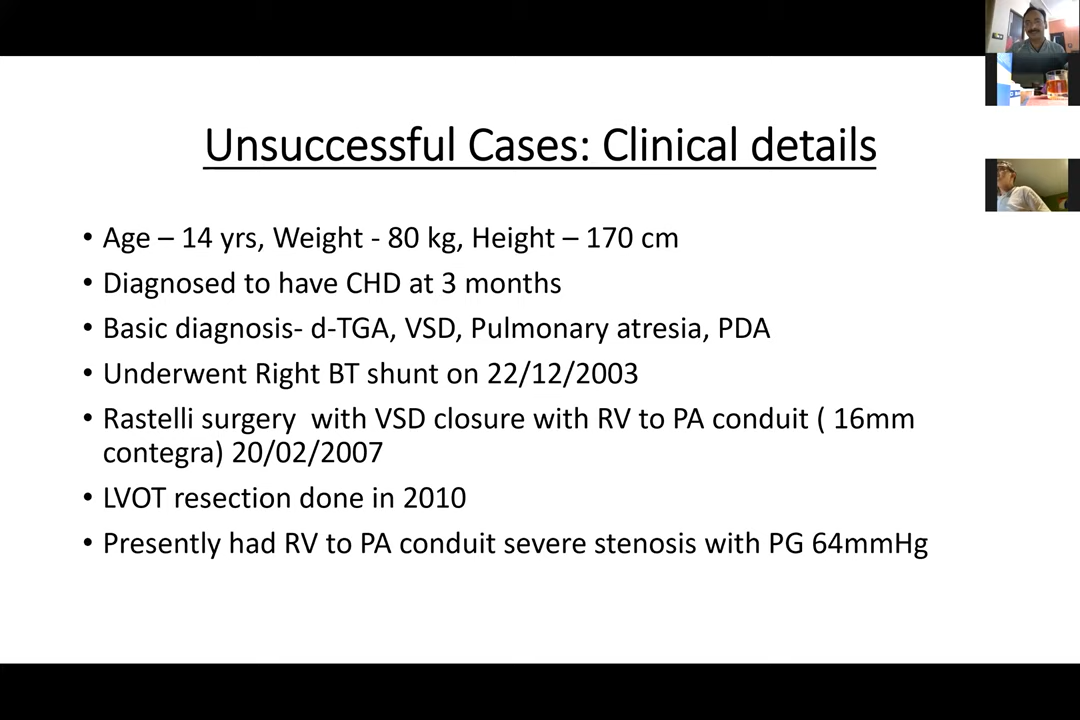 Unsuccessful Cases: Clinical details
• Age – 14 yrs, Weight - 80 kg, Height – 170 cm
• Diagnosed to have CHD at 3 months
• Basic diagnosis- d-TGA, VSD, Pulmonary atresia, PDA
• Underwent Right BT shunt on 22/12/2003
• Rastelli surgery  with VSD closure with RV to PA conduit ( 16mm
contegra) 20/02/2007
• LVOT resection done in 2010
• Presently had RV to PA conduit severe stenosis with PG 64mmHg